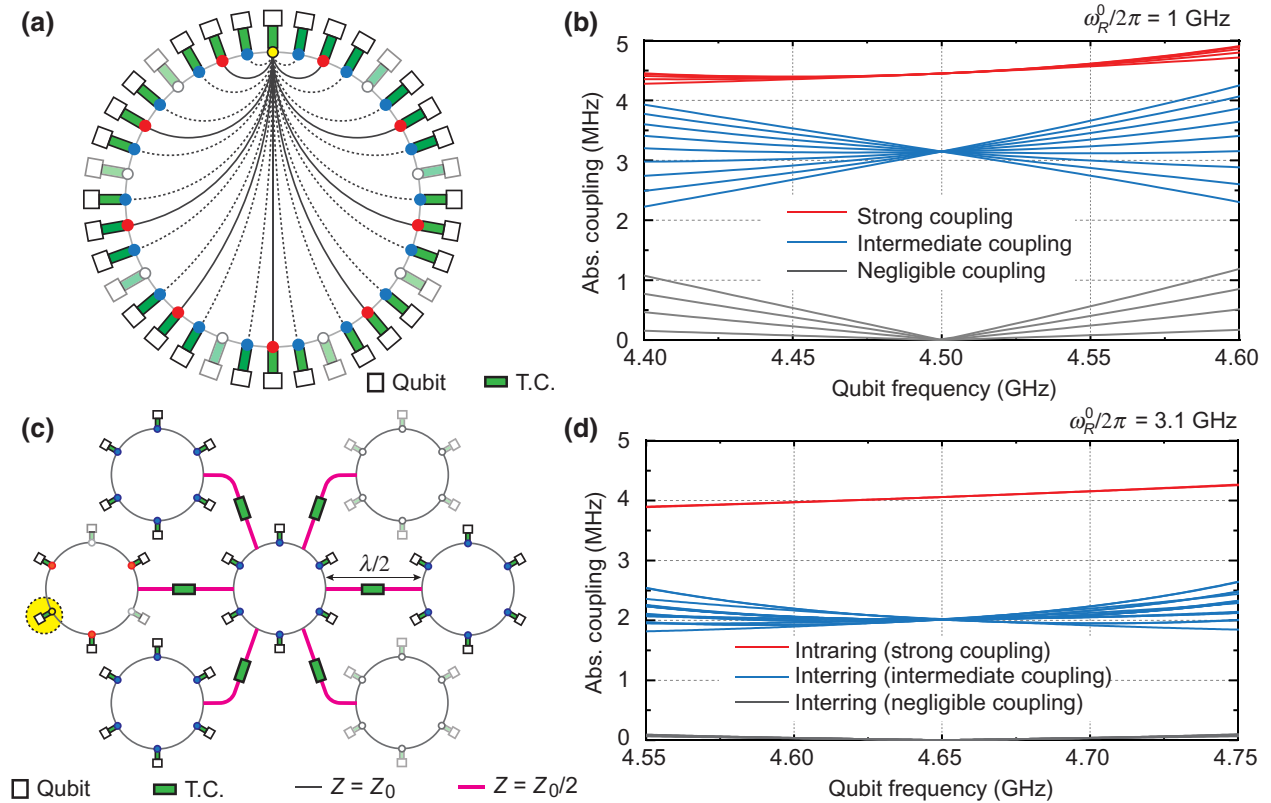 (a)
Qubit
T.C.
(b)
ω_R^0/2π = 1 GHz
Abs. coupling (MHz)
5
4
3
2
1
0
Strong coupling
Intermediate coupling
Negligible coupling
4.40
4.45
4.50
4.55
4.60
Qubit frequency (GHz)
(c)
λ/2
Qubit
T.C.
Z = Z₀
Z = Z₀/2
(d)
ω_R^0/2π = 3.1 GHz
Abs. coupling (MHz)
5
4
3
2
1
0
Intraring (strong coupling)
Interring (intermediate coupling)
Interring (negligible coupling)
4.55
4.60
4.65
4.70
4.75
Qubit frequency (GHz)